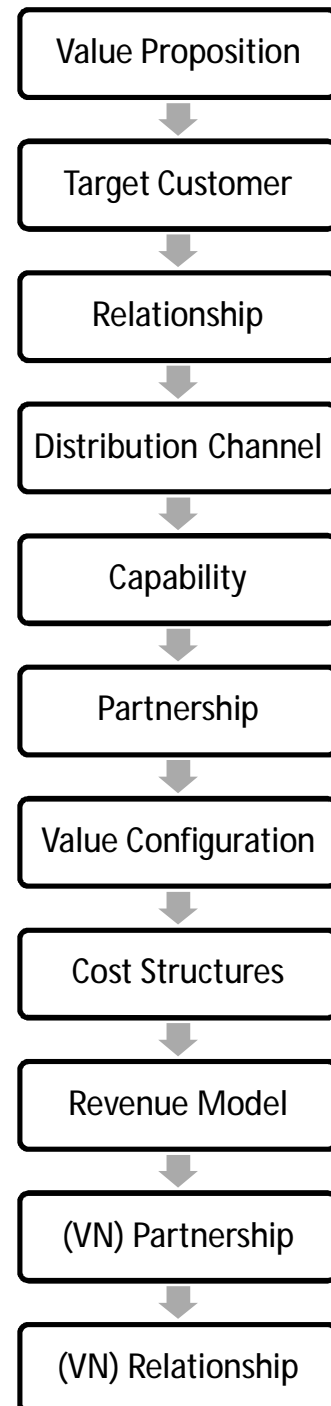 Value Proposition
Target Customer
Relationship
Distribution Channel
Capability
Partnership
Value Configuration
Cost Structures
Revenue Model
(VN) Partnership
(VN) Relationship